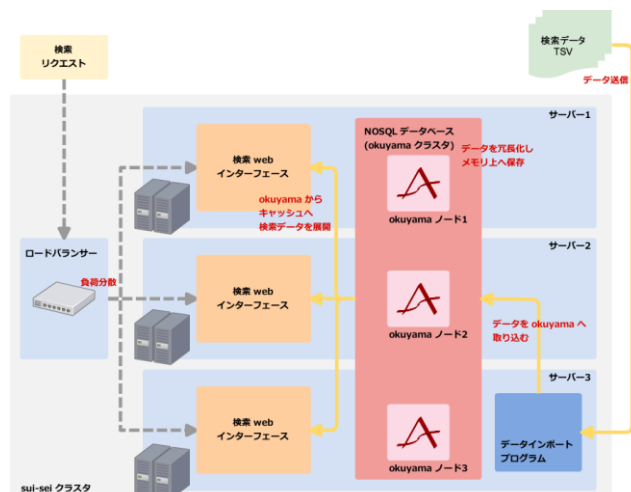 検索
リクエスト
検索データ
TSV
データ送信
サーバー1
検索 web
インターフェース
NOSQL データベース
(okuyama クラスタ)
データを冗長化し
メモリ上へ保存
okuyama ノード1
okuyama から
キャッシュへ
検索データを展開
ロードバランサー
負荷分散
サーバー2
検索 web
インターフェース
okuyama ノード2
データを okuyama へ
取り込む
サーバー3
検索 web
インターフェース
okuyama ノード3
データインポート
プログラム
sui-sei クラスタ